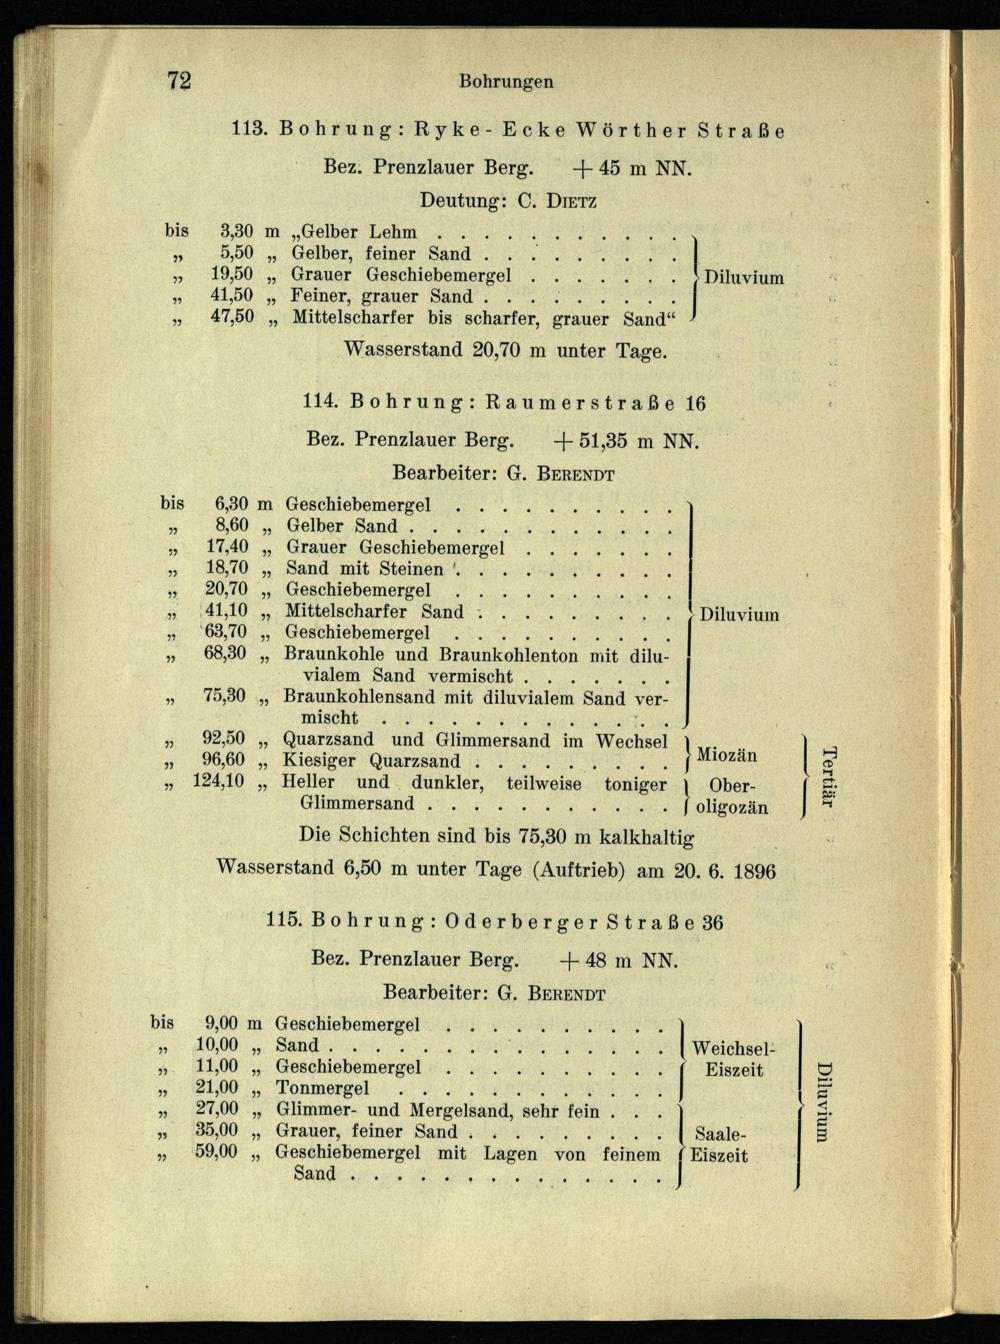 72 Bohrungen
113. Bohrung: Ryke- Ecke Wörther Straße
Bez. Prenzlauer Berg. + 45 m NN.
Deutung: C. Dietz
bis 3,30 m „Gelber Lehm . . . . . . . . . . .
„ 5,50 „ Gelber, feiner Sand . . . . . . . . .
„ 19,50 „ Grauer Geschiebemergel . . . . . . . Diluvium
„ 41,50 „ Feiner, grauer Sand . . . . . . . . .
„ 47,50 „ Mittelscharfer bis scharfer, grauer Sand“
Wasserstand 20,70 m unter Tage.
114. Bohrung: Raumerstraße 16
Bez. Prenzlauer Berg. + 51,35 m NN.
Bearbeiter: G. Berendt
bis 6,30 m Geschiebemergel . . . . . . . . . .
„ 8,60 „ Gelber Sand . . . . . . . . . . . .
„ 17,40 „ Grauer Geschiebemergel . . . . . . .
„ 18,70 „ Sand mit Steinen . . . . . . . . . .
„ 20,70 „ Geschiebemergel . . . . . . . . . .
„ 41,10 „ Mittelscharfer Sand . . . . . . . . . Diluvium
„ 63,70 „ Geschiebemergel . . . . . . . . . .
„ 68,30 „ Braunkohle und Braunkohlenton mit dilu-
vialem Sand vermischt . . . . . . .
„ 75,30 „ Braunkohlensand mit diluvialem Sand ver-
mischt . . . . . . . . . . . . .
„ 92,50 „ Quarzsand und Glimmersand im Wechsel
„ 96,60 „ Kiesiger Quarzsand . . . . . . . . . Miozän
„ 124,10 „ Heller und dunkler, teilweise toniger Ober-
Glimmersand . . . . . . . . . . . oligozän
Tertiär
Die Schichten sind bis 75,30 m kalkhaltig
Wasserstand 6,50 m unter Tage (Auftrieb) am 20. 6. 1896
115. Bohrung: Oderberger Straße 36
Bez. Prenzlauer Berg. + 48 m NN.
Bearbeiter: G. Berendt
bis 9,00 m Geschiebemergel . . . . . . . . . .
„ 10,00 „ Sand . . . . . . . . . . . . . . . Weichsel-
„ 11,00 „ Geschiebemergel . . . . . . . . . . Eiszeit
„ 21,00 „ Tonmergel . . . . . . . . . . . .
„ 27,00 „ Glimmer- und Mergelsand, sehr fein . . .
„ 35,00 „ Grauer, feiner Sand . . . . . . . . . Saale-
„ 59,00 „ Geschiebemergel mit Lagen von feinem Eiszeit
Sand . . . . . . . . . . . . . .
Diluvium